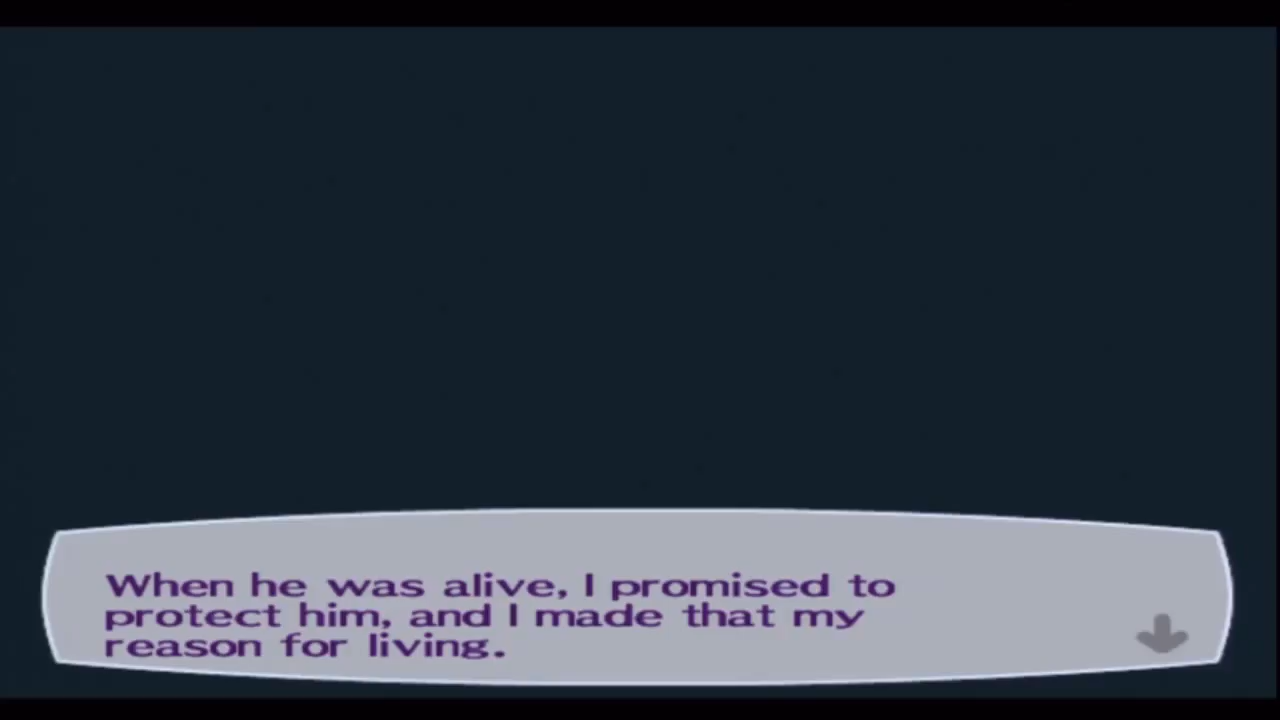 When he was alive, I promised to
protect him, and I made that my
reason for living.